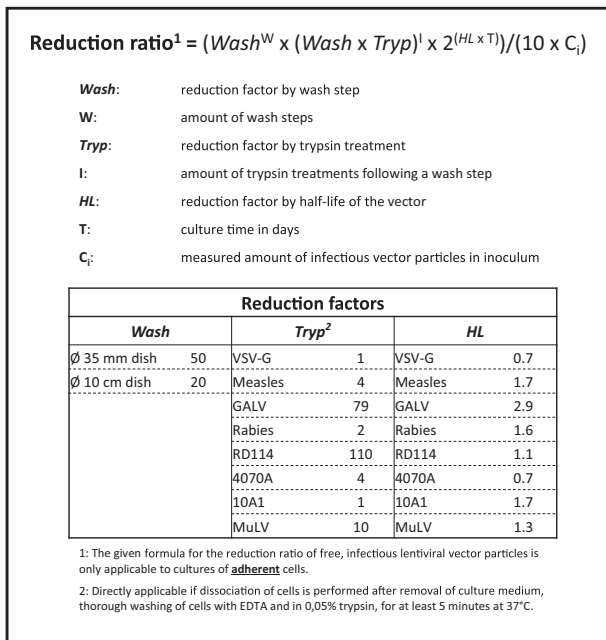 Reduction ratio¹ = (Wash^W x (Wash x Tryp)^I x 2^(HL x T))/(10 x C_i)
Wash: reduction factor by wash step
W: amount of wash steps
Tryp: reduction factor by trypsin treatment
I: amount of trypsin treatments following a wash step
HL: reduction factor by half-life of the vector
T: culture time in days
C_i: measured amount of infectious vector particles in inoculum
Reduction factors
Wash Tryp² HL
Ø 35 mm dish 50 VSV-G 1 VSV-G 0.7
Ø 10 cm dish 20 Measles 4 Measles 1.7
GALV 79 GALV 2.9
Rabies 2 Rabies 1.6
RD114 110 RD114 1.1
4070A 4 4070A 0.7
10A1 1 10A1 1.7
MuLV 10 MuLV 1.3
1: The given formula for the reduction ratio of free, infectious lentiviral vector particles is
only applicable to cultures of adherent cells.
2: Directly applicable if dissociation of cells is performed after removal of culture medium,
thorough washing of cells with EDTA and in 0,05% trypsin, for at least 5 minutes at 37°C.